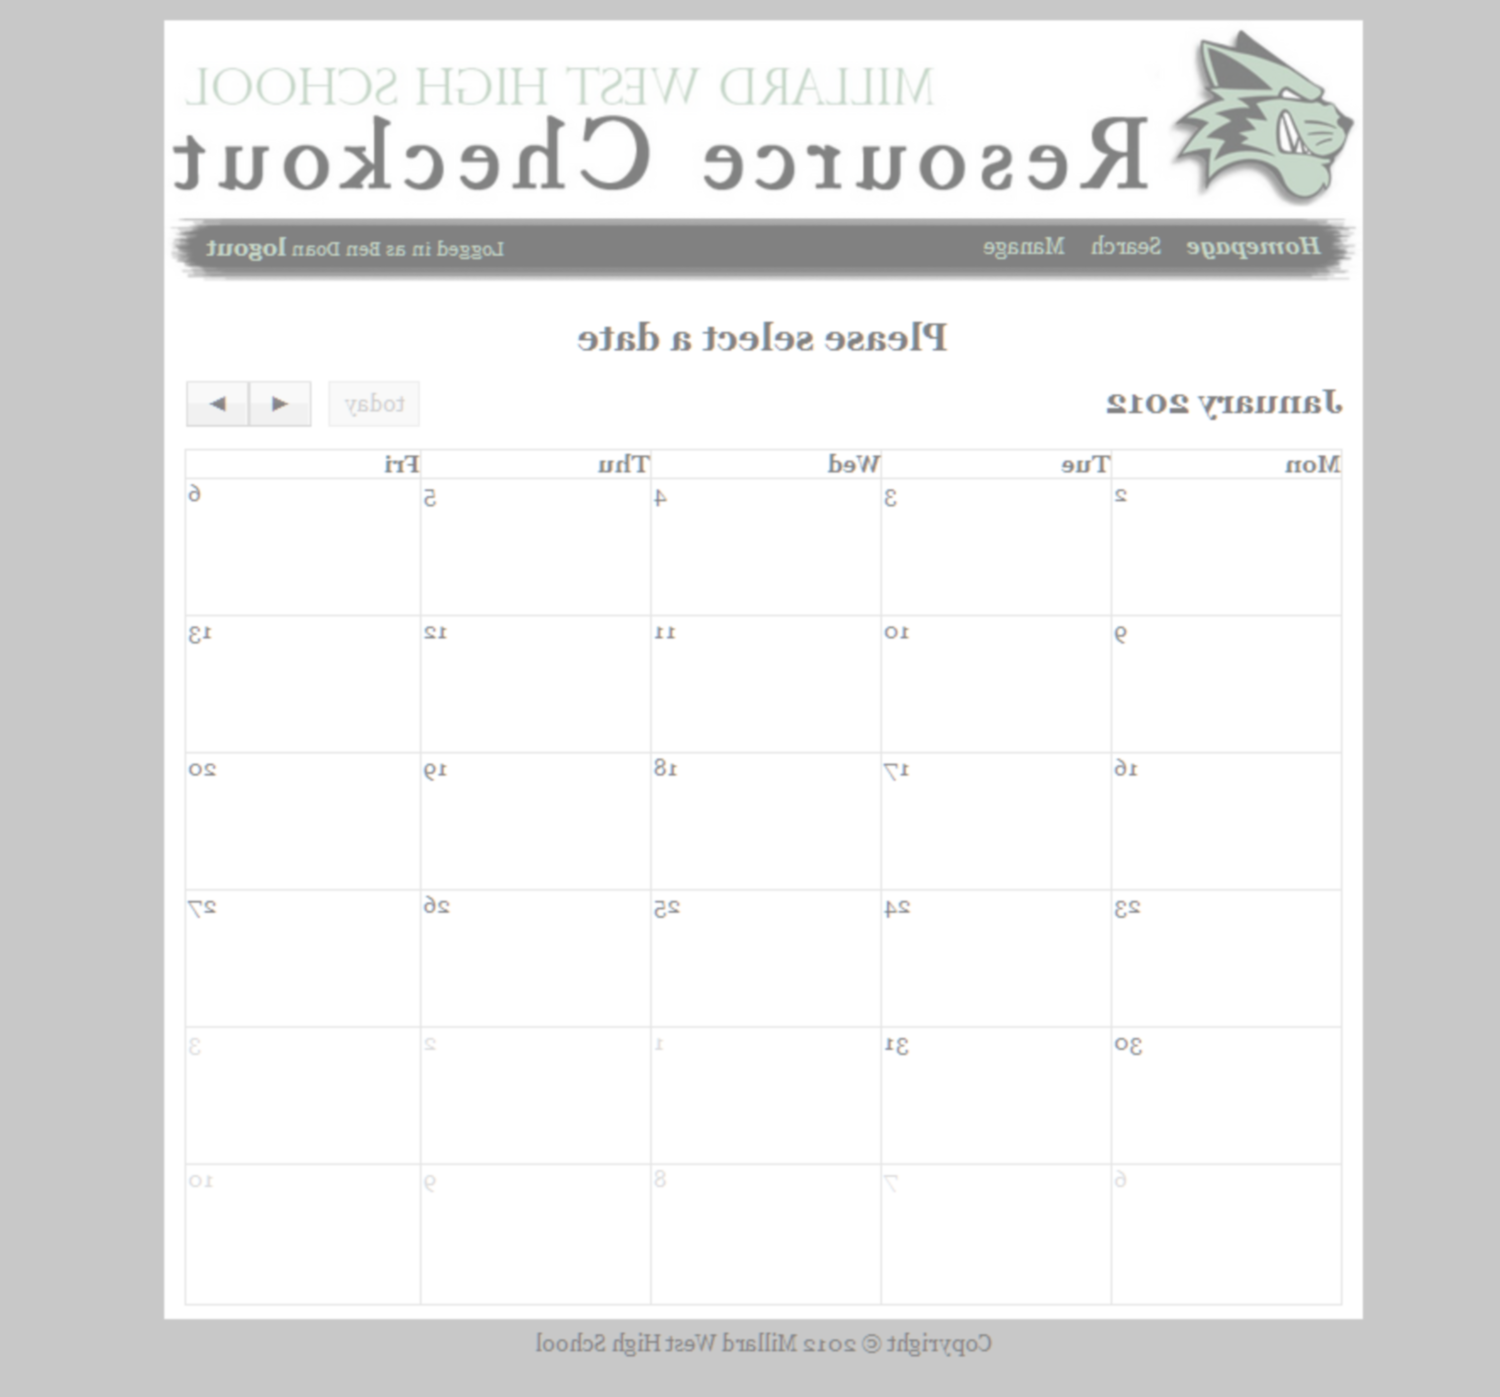 MILLARD WEST HIGH SCHOOL
Resource Checkout
Homepage Search Manage Logged in as Ben Doan logout
Please select a date
January 2012 today ◄ ►
Mon Tue Wed Thu Fri
2 3 4 5 6
9 10 11 12 13
16 17 18 19 20
23 24 25 26 27
30 31 1 2 3
6 7 8 9 10
Copyright © 2012 Millard West High School